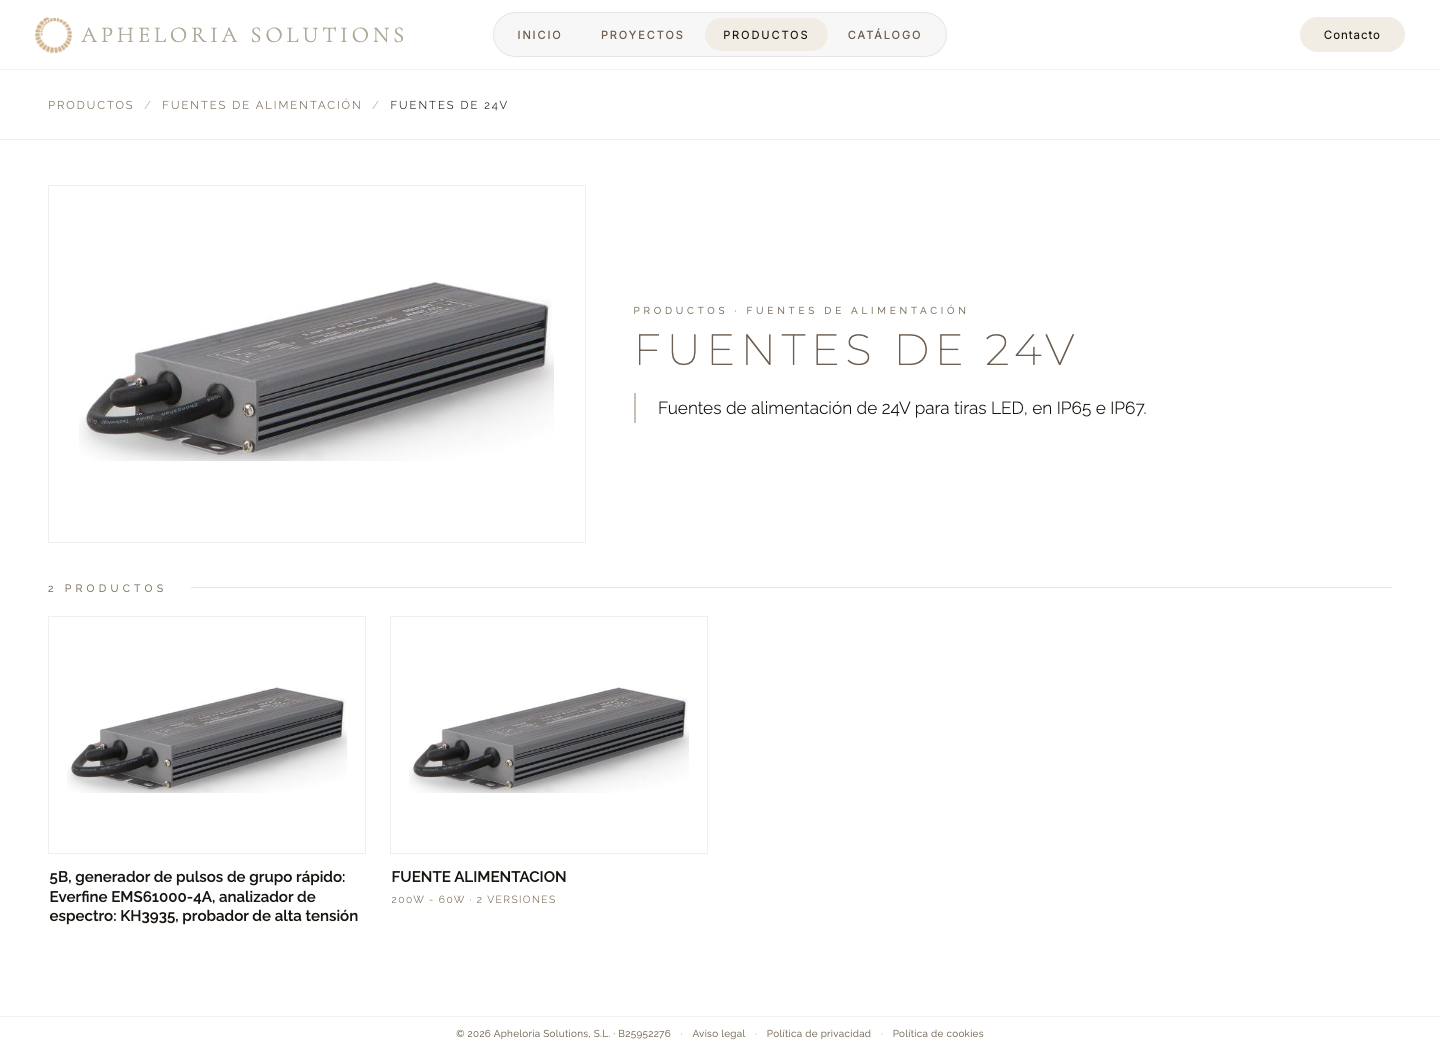 APHELORIA SOLUTIONS
INICIO
PROYECTOS
PRODUCTOS
CATÁLOGO
Contacto
PRODUCTOS / FUENTES DE ALIMENTACIÓN / FUENTES DE 24V
PRODUCTOS · FUENTES DE ALIMENTACIÓN
FUENTES DE 24V
Fuentes de alimentación de 24V para tiras LED, en IP65 e IP67.
2 PRODUCTOS
5B, generador de pulsos de grupo rápido:
Everfine EMS61000-4A, analizador de
espectro: KH3935, probador de alta tensión
FUENTE ALIMENTACION
200W - 60W · 2 VERSIONES
© 2026 Apheloria Solutions, S.L. · B25952276 · Aviso legal · Política de privacidad · Política de cookies